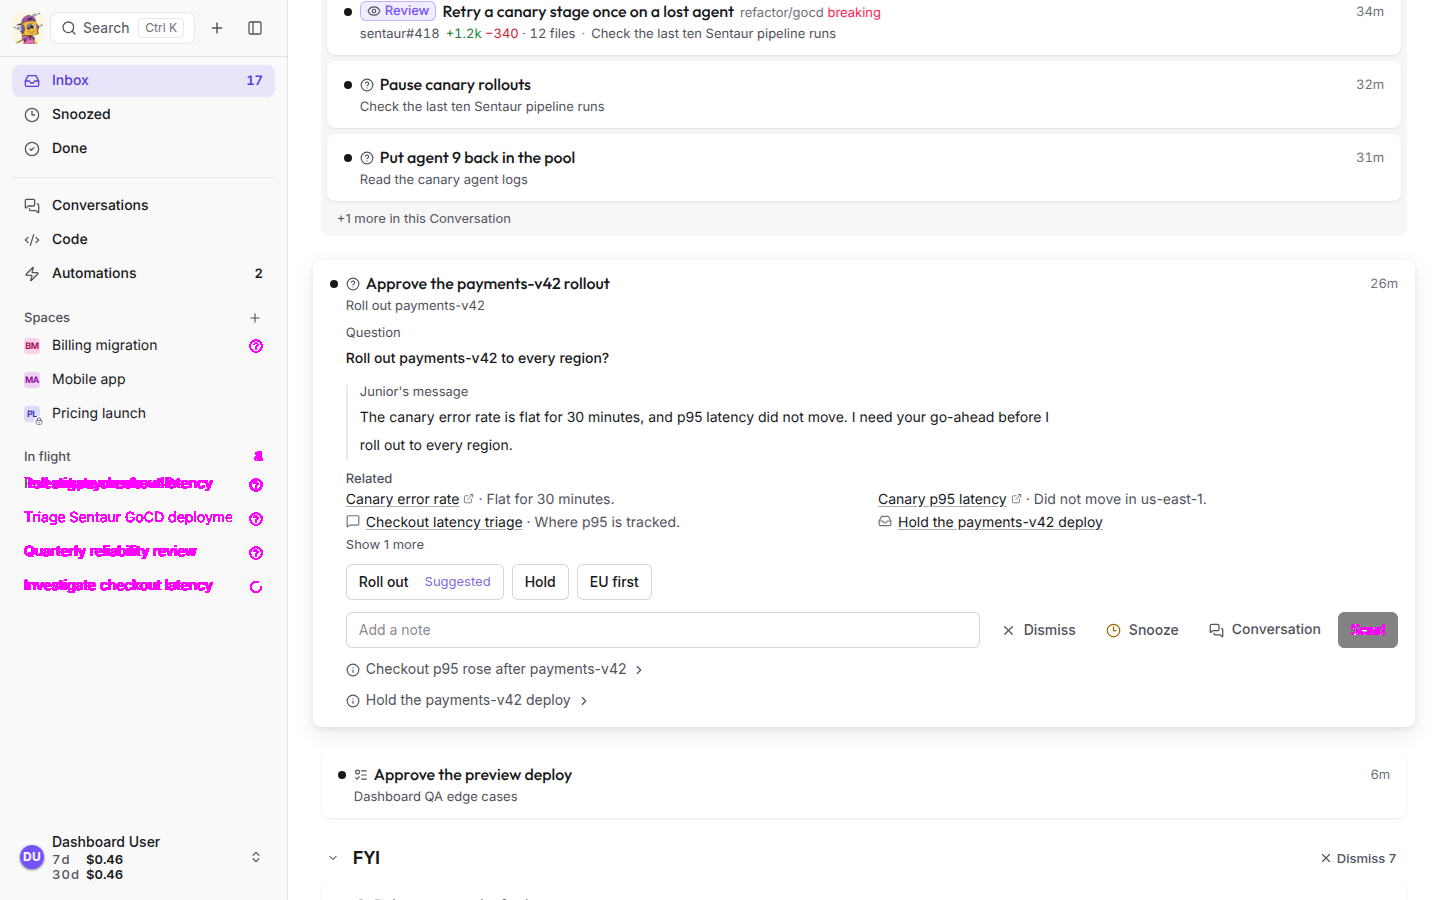 Search Ctrl K
Inbox 17
Snoozed
Done
Conversations
Code
Automations 2
Spaces
BM Billing migration
MA Mobile app
PL Pricing launch
In flight
Triage Sentaur GoCD deployme
Quarterly reliability review
Investigate checkout latency
DU Dashboard User
7d $0.46
30d $0.46
Review Retry a canary stage once on a lost agent refactor/gocd breaking 34m
sentaur#418 +1.2k −340 · 12 files · Check the last ten Sentaur pipeline runs
Pause canary rollouts 32m
Check the last ten Sentaur pipeline runs
Put agent 9 back in the pool 31m
Read the canary agent logs
+1 more in this Conversation
Approve the payments-v42 rollout 26m
Roll out payments-v42
Question
Roll out payments-v42 to every region?
Junior's message
The canary error rate is flat for 30 minutes, and p95 latency did not move. I need your go-ahead before I
roll out to every region.
Related
Canary error rate · Flat for 30 minutes. Canary p95 latency · Did not move in us-east-1.
Checkout latency triage · Where p95 is tracked. Hold the payments-v42 deploy
Show 1 more
Roll out Suggested Hold EU first
Add a note Dismiss Snooze Conversation
Checkout p95 rose after payments-v42
Hold the payments-v42 deploy
Approve the preview deploy 6m
Dashboard QA edge cases
FYI Dismiss 7